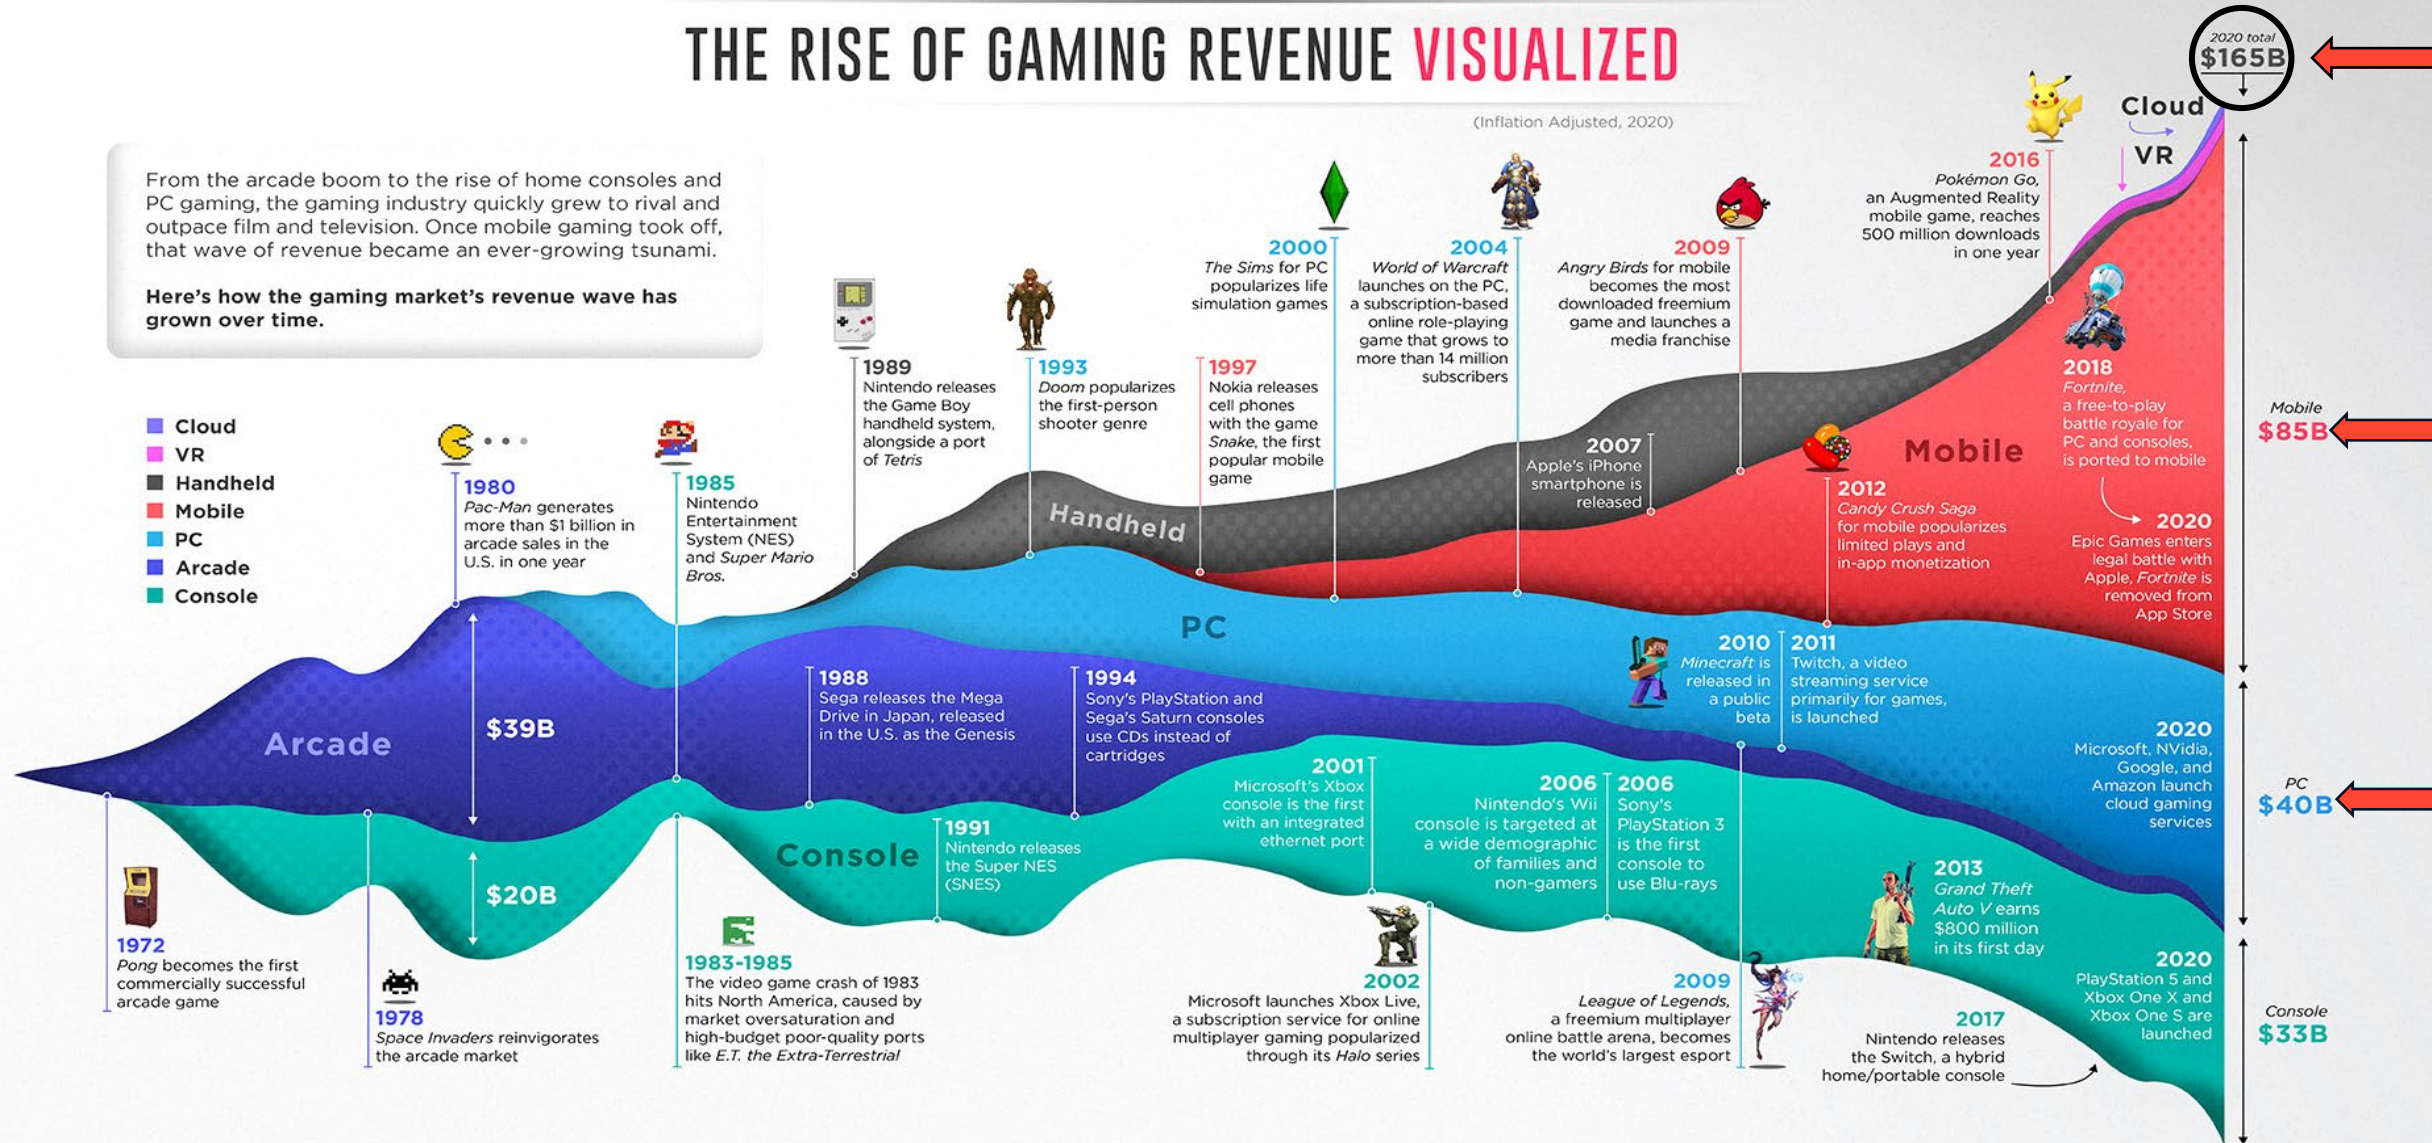 THE RISE OF GAMING REVENUE VISUALIZED
(Inflation Adjusted, 2020)
2020 total
$165B
From the arcade boom to the rise of home consoles and
PC gaming, the gaming industry quickly grew to rival and
outpace film and television. Once mobile gaming took off,
that wave of revenue became an ever-growing tsunami.
Here's how the gaming market's revenue wave has
grown over time.
Cloud
VR
Handheld
Mobile
PC
Arcade
Console
1980
Pac-Man generates
more than $1 billion in
arcade sales in the
U.S. in one year
1985
Nintendo
Entertainment
System (NES)
and Super Mario
Bros.
1989
Nintendo releases
the Game Boy
handheld system,
alongside a port
of Tetris
1993
Doom popularizes
the first-person
shooter genre
1997
Nokia releases
cell phones
with the game
Snake, the first
popular mobile
game
2000
The Sims for PC
popularizes life
simulation games
2004
World of Warcraft
launches on the PC,
a subscription-based
online role-playing
game that grows to
more than 14 million
subscribers
2009
Angry Birds for mobile
becomes the most
downloaded freemium
game and launches a
media franchise
2016
Pokémon Go,
an Augmented Reality
mobile game, reaches
500 million downloads
in one year
Cloud
VR
2007
Apple's iPhone
smartphone is
released
2012
Candy Crush Saga
for mobile popularizes
limited plays and
in-app monetization
2018
Fortnite,
a free-to-play
battle royale for
PC and consoles,
is ported to mobile
2020
Epic Games enters
legal battle with
Apple, Fortnite is
removed from
App Store
Mobile
$85B
Handheld
Mobile
PC
Arcade
$39B
$20B
Console
1988
Sega releases the Mega
Drive in Japan, released
in the U.S. as the Genesis
1994
Sony's PlayStation and
Sega's Saturn consoles
use CDs instead of
cartridges
1991
Nintendo releases
the Super NES
(SNES)
2001
Microsoft's Xbox
console is the first
with an integrated
ethernet port
2006
Nintendo's Wii
console is targeted at
a wide demographic
of families and
non-gamers
2006
Sony's
PlayStation 3
is the first
console to
use Blu-rays
2010
Minecraft is
released in
a public
beta
2011
Twitch, a video
streaming service
primarily for games,
is launched
2020
Microsoft, NVidia,
Google, and
Amazon launch
cloud gaming
services
PC
$40B
2013
Grand Theft
Auto V earns
$800 million
in its first day
2020
PlayStation 5 and
Xbox One X and
Xbox One S are
launched
Console
$33B
1972
Pong becomes the first
commercially successful
arcade game
1978
Space Invaders reinvigorates
the arcade market
1983-1985
The video game crash of 1983
hits North America, caused by
market oversaturation and
high-budget poor-quality ports
like E.T. the Extra-Terrestrial
2002
Microsoft launches Xbox Live,
a subscription service for online
multiplayer gaming popularized
through its Halo series
2009
League of Legends,
a freemium multiplayer
online battle arena, becomes
the world's largest esport
2017
Nintendo releases
the Switch, a hybrid
home/portable console